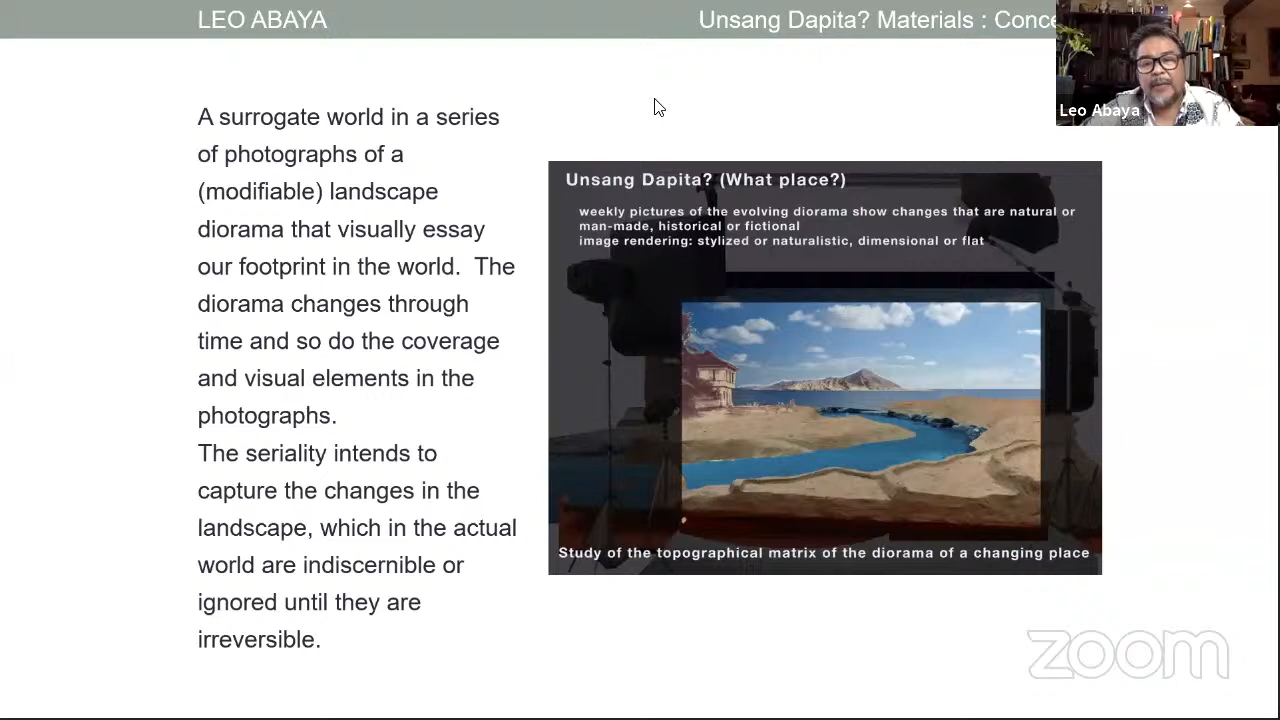 LEO ABAYA
Unsang Dapita? Materials : Conce
Leo Abaya
A surrogate world in a series
of photographs of a
(modifiable) landscape
diorama that visually essay
our footprint in the world.  The
diorama changes through
time and so do the coverage
and visual elements in the
photographs.
The seriality intends to
capture the changes in the
landscape, which in the actual
world are indiscernible or
ignored until they are
irreversible.
Unsang Dapita? (What place?)
weekly pictures of the evolving diorama show changes that are natural or
man-made, historical or fictional
image rendering: stylized or naturalistic, dimensional or flat
Study of the topographical matrix of the diorama of a changing place
zoom